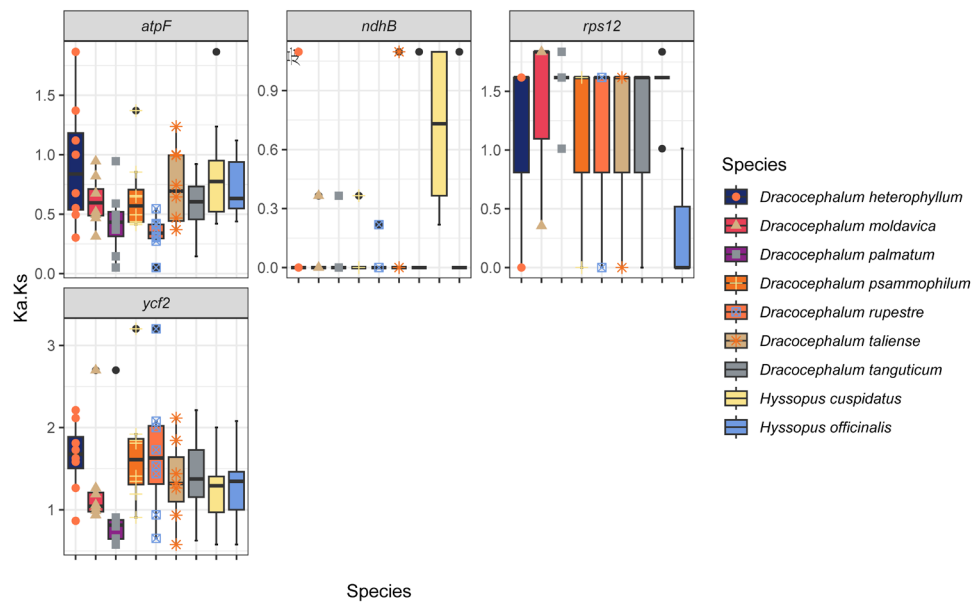 atpF
ndhB
rps12
1.5
1.0
0.5
0.0
0.9
0.6
0.3
0.0
1.5
1.0
0.5
0.0
ycf2
3
2
1
Ka.Ks
Species
Species
Dracocephalum heterophyllum
Dracocephalum moldavica
Dracocephalum palmatum
Dracocephalum psammophilum
Dracocephalum rupestre
Dracocephalum taliense
Dracocephalum tanguticum
Hyssopus cuspidatus
Hyssopus officinalis